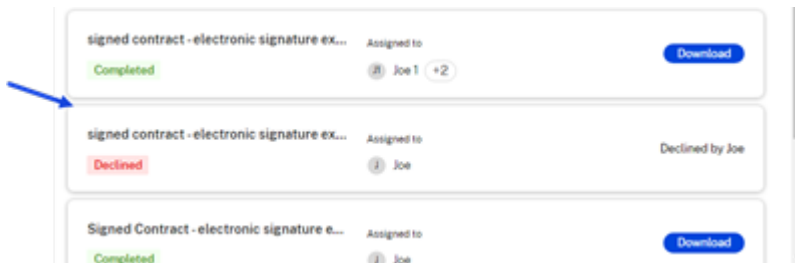 signed contract - electronic signature ex...
Assigned to
Download
Completed
J1 Joe 1 +2
signed contract - electronic signature ex...
Assigned to
Declined by Joe
Declined
J Joe
Signed Contract - electronic signature e...
Assigned to
Download
Completed
J Joe